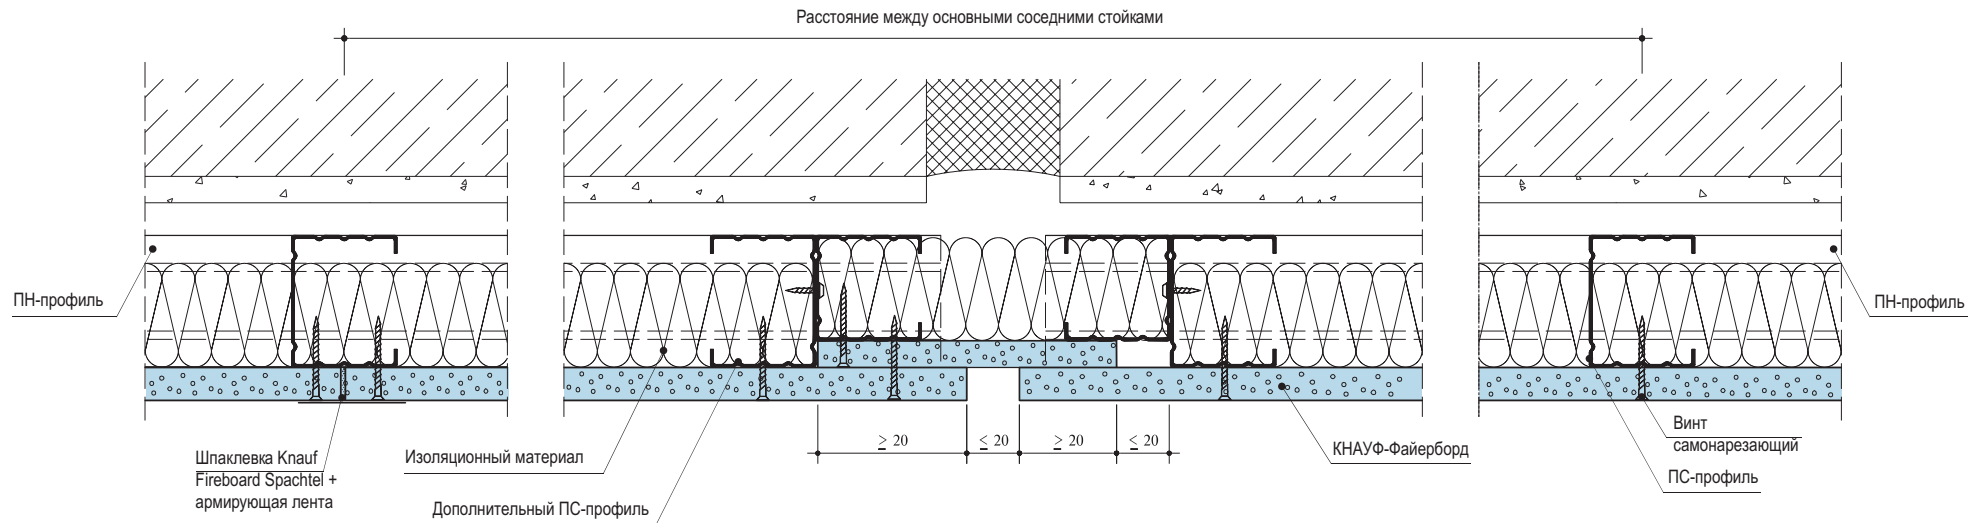 Расстояние между основными соседними стойками
ПН-профиль
ПН-профиль
≥ 20
≤ 20
≥ 20
≤ 20
Шпаклевка Knauf
Fireboard Spachtel +
армирующая лента
Изоляционный материал
Дополнительный ПС-профиль
КНАУФ-Файерборд
Винт
самонарезающий
ПС-профиль